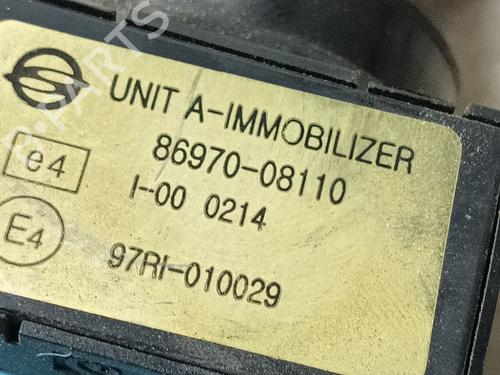 UNIT A-IMMOBILIZER
86970-08110
e4
I-00 0214
E4
97RI-010029